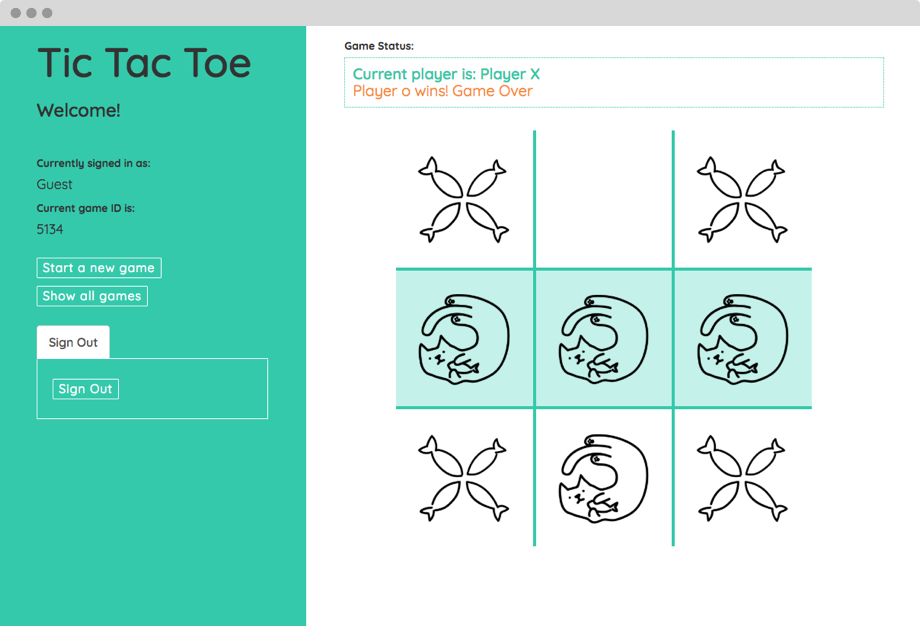 Tic Tac Toe
Welcome!
Currently signed in as:
Guest
Current game ID is:
5134
Start a new game
Show all games
Sign Out
Sign Out
Game Status:
Current player is: Player X
Player o wins! Game Over